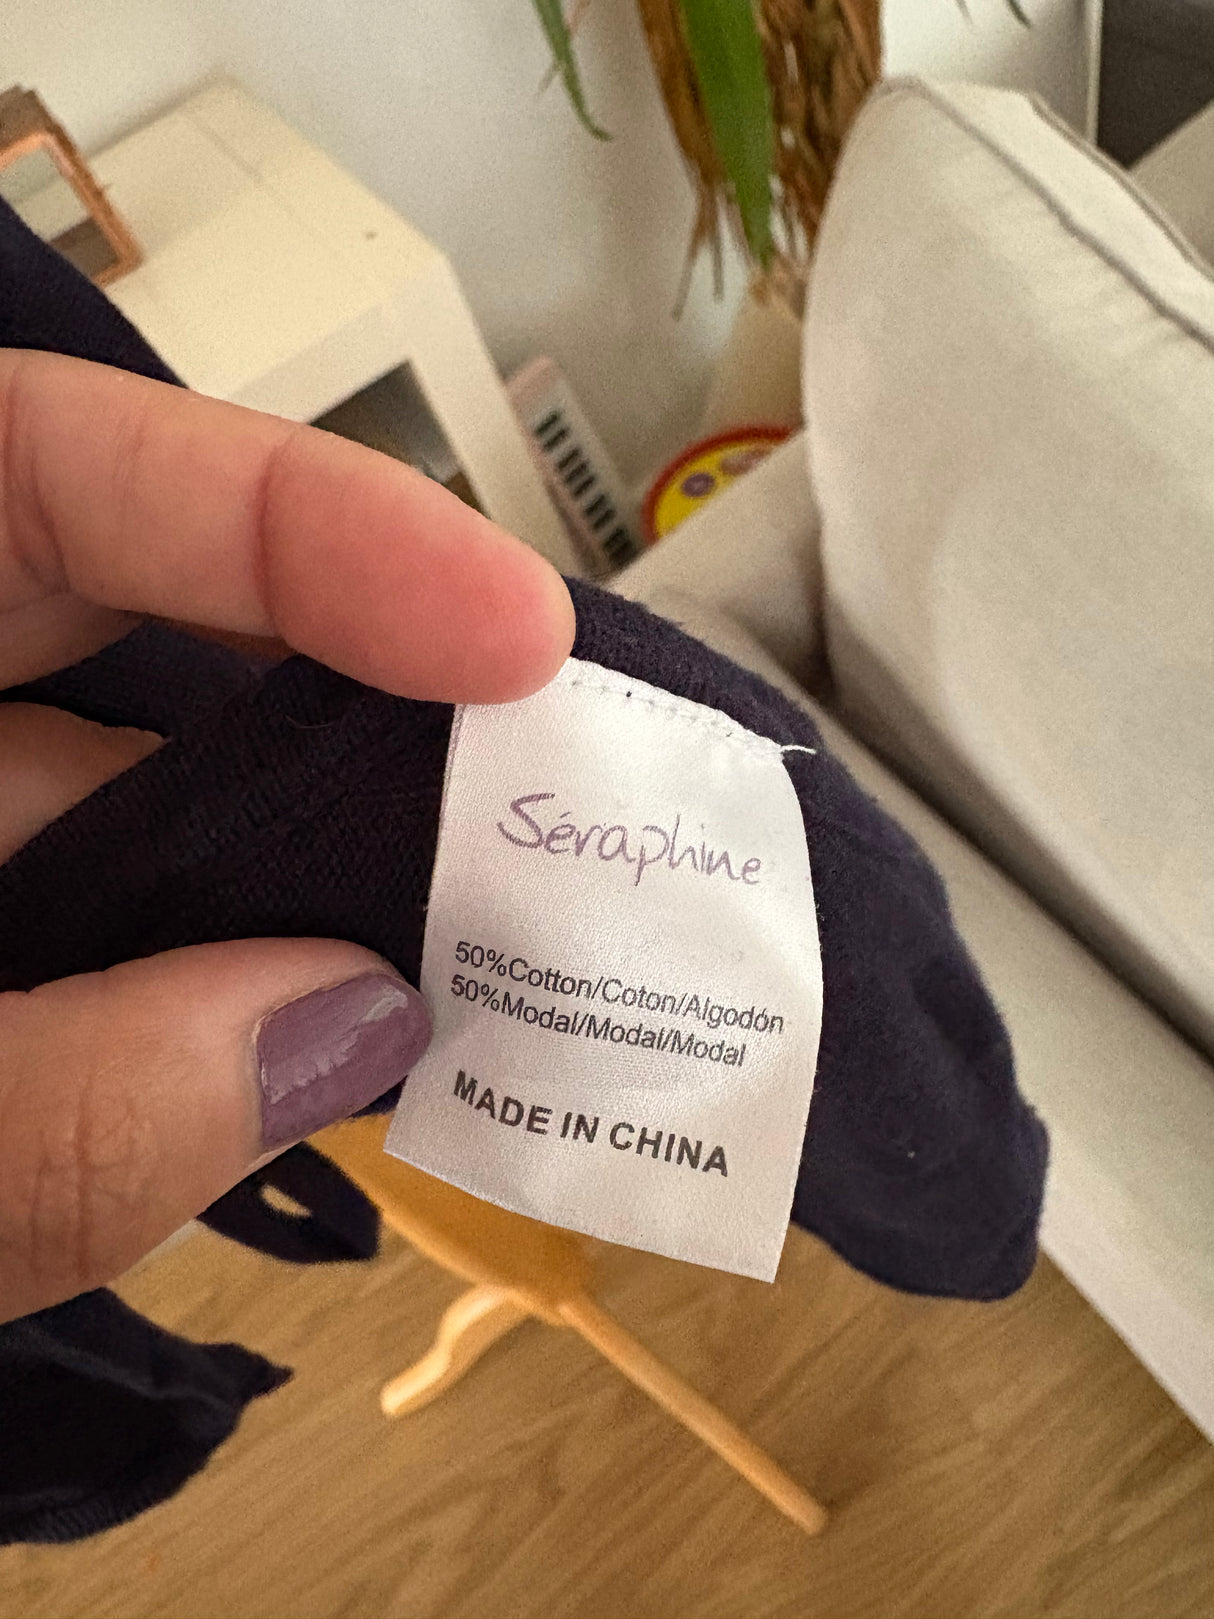 Séraphine
50%Cotton/Coton/Algodón
50%Modal/Modal/Modal
MADE IN CHINA